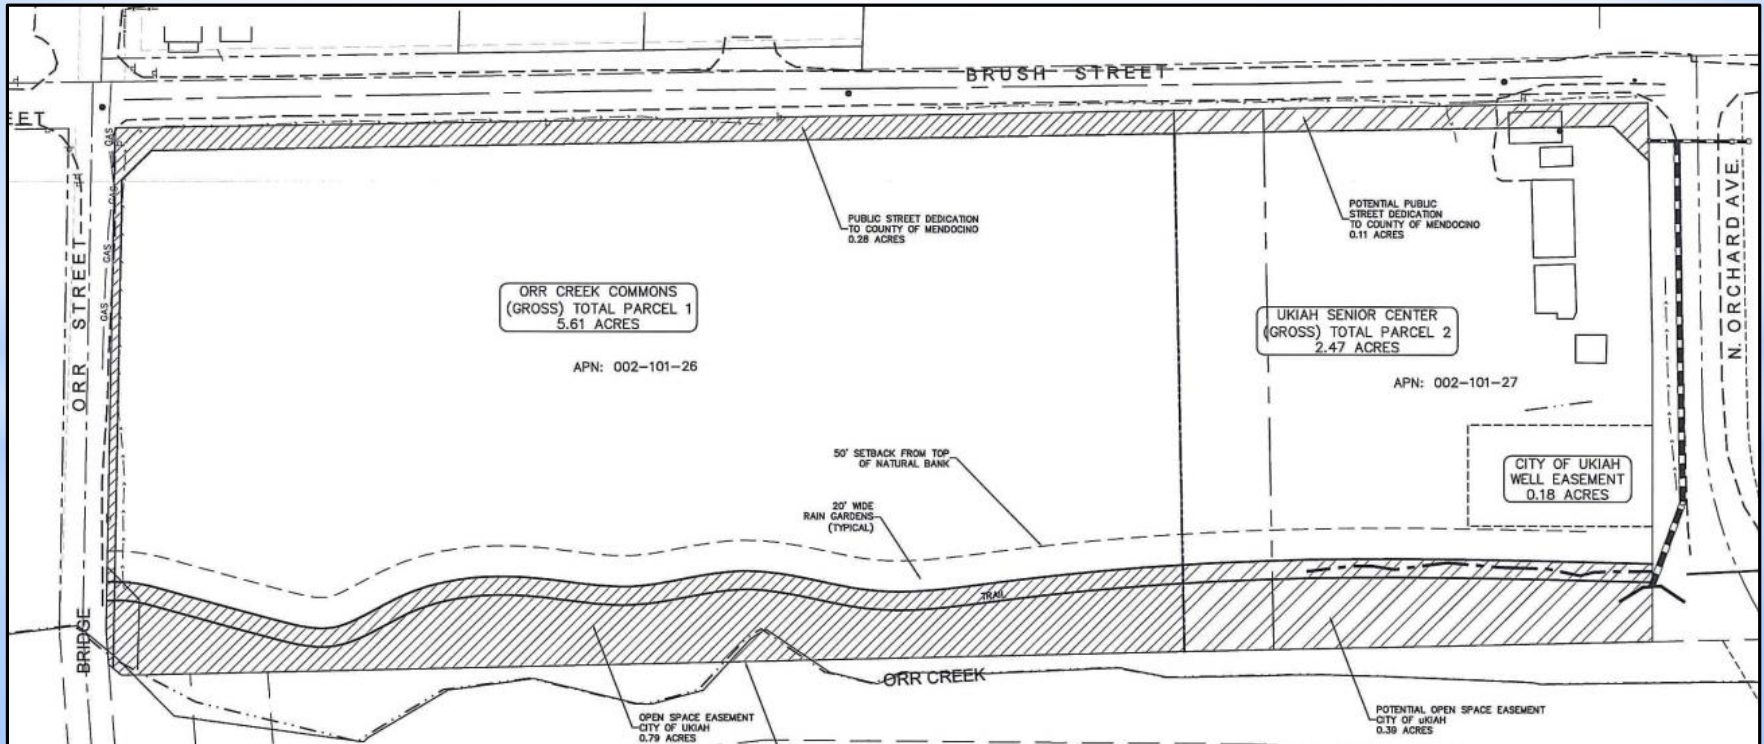 BRUSH STREET
EET
GAS
GAS
GAS
GAS
ORR STREET
N. ORCHARD AVE.
PUBLIC STREET DEDICATION
TO COUNTY OF MENDOCINO
0.28 ACRES
POTENTIAL PUBLIC
STREET DEDICATION
TO COUNTY OF MENDOCINO
0.11 ACRES
ORR CREEK COMMONS
(GROSS) TOTAL PARCEL 1
5.61 ACRES
APN: 002-101-26
UKIAH SENIOR CENTER
(GROSS) TOTAL PARCEL 2
2.47 ACRES
APN: 002-101-27
50' SETBACK FROM TOP
OF NATURAL BANK
CITY OF UKIAH
WELL EASEMENT
0.18 ACRES
20' WIDE
RAIN GARDENS
(TYPICAL)
TRAIL
BRIDGE
ORR CREEK
OPEN SPACE EASEMENT
CITY OF UKIAH
0.79 ACRES
POTENTIAL OPEN SPACE EASEMENT
CITY OF uKIAH
0.39 ACRES